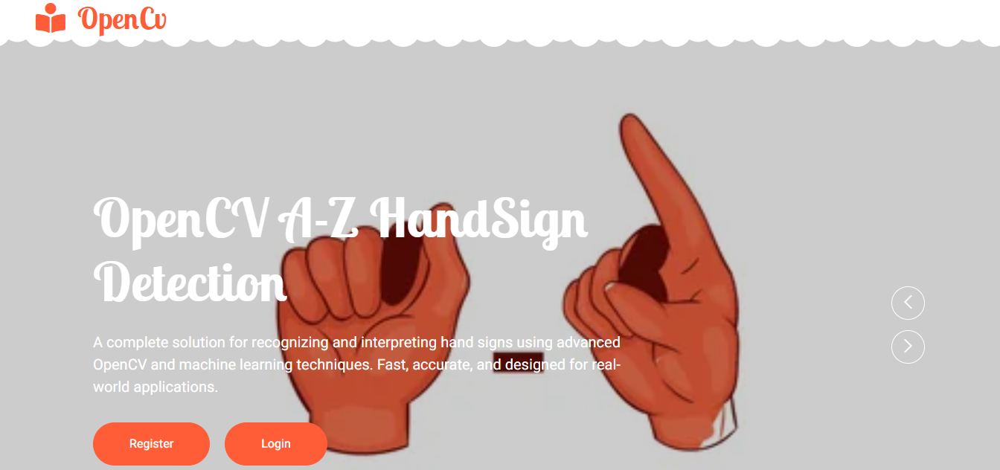 OpenCv
OpenCV A-Z HandSign
Detection
A complete solution for recognizing and interpreting hand signs using advanced
OpenCV and machine learning techniques. Fast, accurate, and designed for real-
world applications.
Register
Login